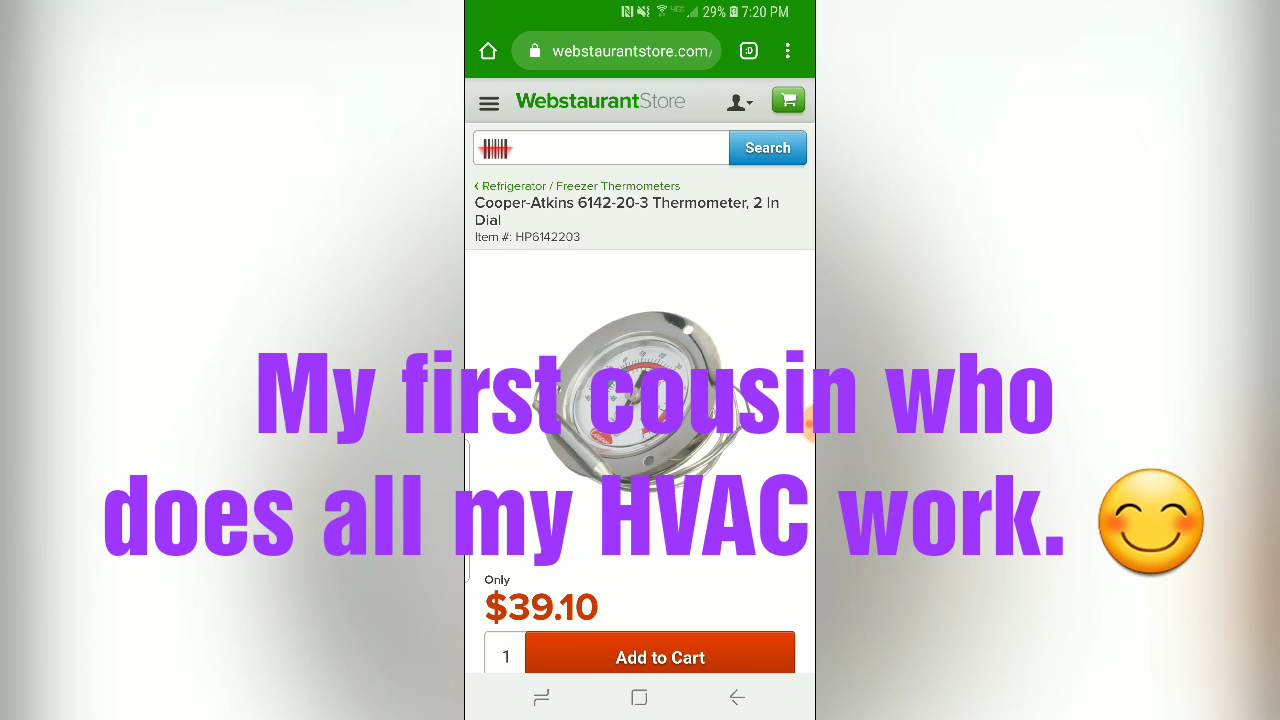 29% 7:20 PM
webstaurantstore.com/
:D
WebstaurantStore
Search
‹ Refrigerator / Freezer Thermometers
Cooper-Atkins 6142-20-3 Thermometer, 2 In
Dial
Item #: HP6142203
My first cousin who
does all my HVAC work. 😊
Only
$39.10
1 Add to Cart